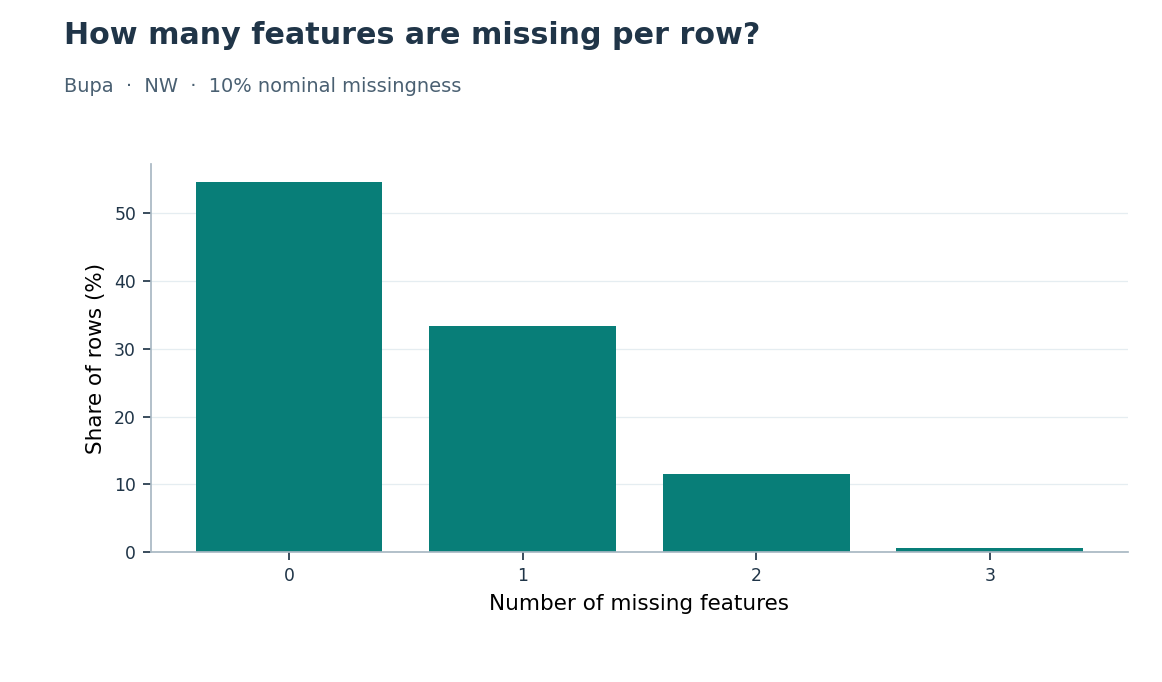 How many features are missing per row?
Bupa · NW · 10% nominal missingness
Share of rows (%)
50
40
30
20
10
0
0 1 2 3
Number of missing features